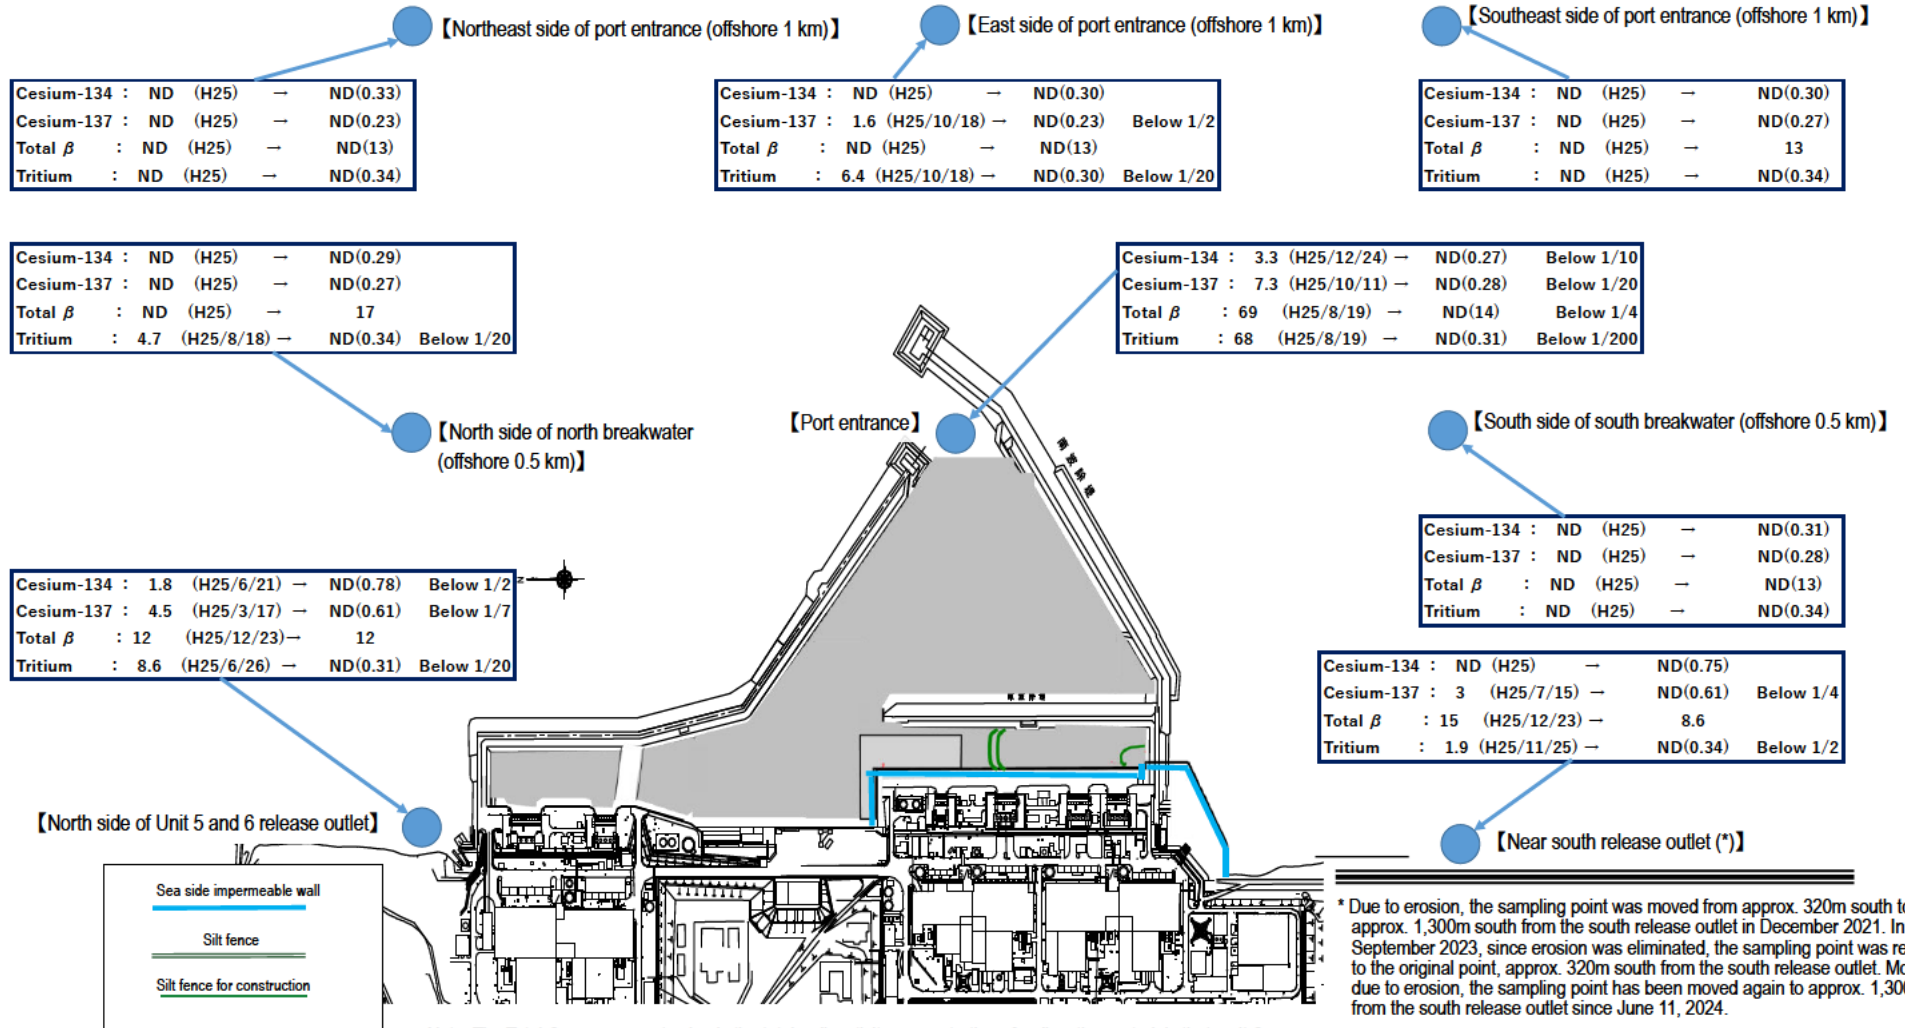 【Northeast side of port entrance (offshore 1 km)】
Cesium-134 : ND (H25) → ND(0.33)
Cesium-137 : ND (H25) → ND(0.23)
Total β : ND (H25) → ND(13)
Tritium : ND (H25) → ND(0.34)
【East side of port entrance (offshore 1 km)】
Cesium-134 : ND (H25) → ND(0.30)
Cesium-137 : 1.6 (H25/10/18) → ND(0.23) Below 1/2
Total β : ND (H25) → ND(13)
Tritium : 6.4 (H25/10/18) → ND(0.30) Below 1/20
【Southeast side of port entrance (offshore 1 km)】
Cesium-134 : ND (H25) → ND(0.30)
Cesium-137 : ND (H25) → ND(0.27)
Total β : ND (H25) → 13
Tritium : ND (H25) → ND(0.34)
Cesium-134 : ND (H25) → ND(0.29)
Cesium-137 : ND (H25) → ND(0.27)
Total β : ND (H25) → 17
Tritium : 4.7 (H25/8/18) → ND(0.34) Below 1/20
【North side of north breakwater
(offshore 0.5 km)】
Cesium-134 : 3.3 (H25/12/24) → ND(0.27) Below 1/10
Cesium-137 : 7.3 (H25/10/11) → ND(0.28) Below 1/20
Total β : 69 (H25/8/19) → ND(14) Below 1/4
Tritium : 68 (H25/8/19) → ND(0.31) Below 1/200
【Port entrance】
南波除堤
【South side of south breakwater (offshore 0.5 km)】
Cesium-134 : ND (H25) → ND(0.31)
Cesium-137 : ND (H25) → ND(0.28)
Total β : ND (H25) → ND(13)
Tritium : ND (H25) → ND(0.34)
Cesium-134 : 1.8 (H25/6/21) → ND(0.78) Below 1/2
Cesium-137 : 4.5 (H25/3/17) → ND(0.61) Below 1/7
Total β : 12 (H25/12/23) → 12
Tritium : 8.6 (H25/6/26) → ND(0.31) Below 1/20
Cesium-134 : ND (H25) → ND(0.75)
Cesium-137 : 3 (H25/7/15) → ND(0.61) Below 1/4
Total β : 15 (H25/12/23) → 8.6
Tritium : 1.9 (H25/11/25) → ND(0.34) Below 1/2
【North side of Unit 5 and 6 release outlet】
【Near south release outlet (*)】
Sea side impermeable wall
Silt fence
Silt fence for construction
* Due to erosion, the sampling point was moved from approx. 320m south to
approx. 1,300m south from the south release outlet in December 2021. In
September 2023, since erosion was eliminated, the sampling point was re
to the original point, approx. 320m south from the south release outlet. Mo
due to erosion, the sampling point has been moved again to approx. 1,30
from the south release outlet since June 11, 2024.